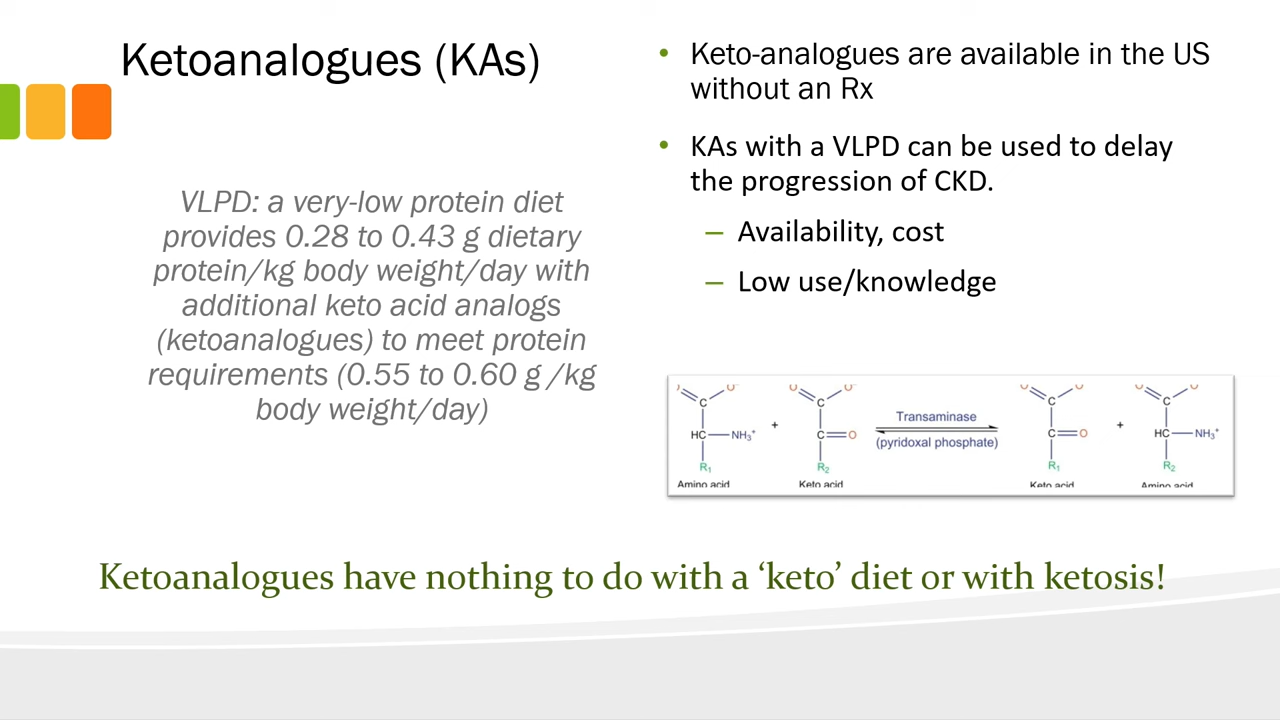 Ketoanalogues (KAs)
VLPD: a very-low protein diet
provides 0.28 to 0.43 g dietary
protein/kg body weight/day with
additional keto acid analogs
(ketoanalogues) to meet protein
requirements (0.55 to 0.60 g /kg
body weight/day)
• Keto-analogues are available in the US
without an Rx
• KAs with a VLPD can be used to delay
the progression of CKD.
– Availability, cost
– Low use/knowledge
O O⁻ O O⁻ O O O O
C C C C
HC—NH₃⁺ + C=O Transaminase (pyridoxal phosphate) C=O + HC—NH₃⁺
R₁ R₂ R₁ R₂
Amino acid Keto acid Keto acid Amino acid
Ketoanalogues have nothing to do with a ‘keto’ diet or with ketosis!